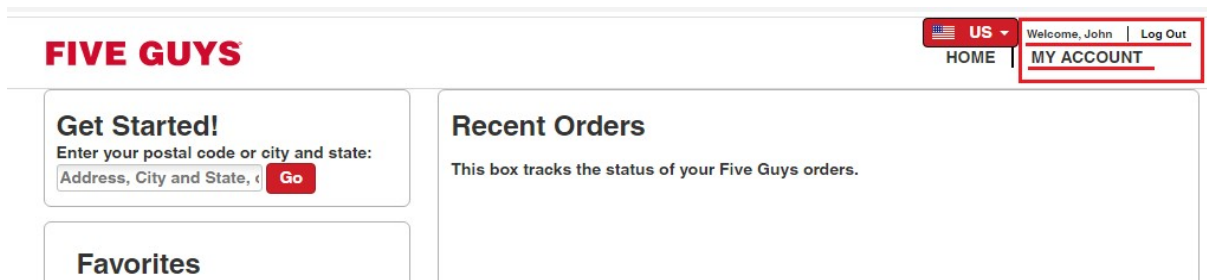 FIVE GUYS
US
Welcome, John | Log Out
HOME | MY ACCOUNT
Get Started!
Enter your postal code or city and state:
Address, City and State,
Go
Recent Orders
This box tracks the status of your Five Guys orders.
Favorites